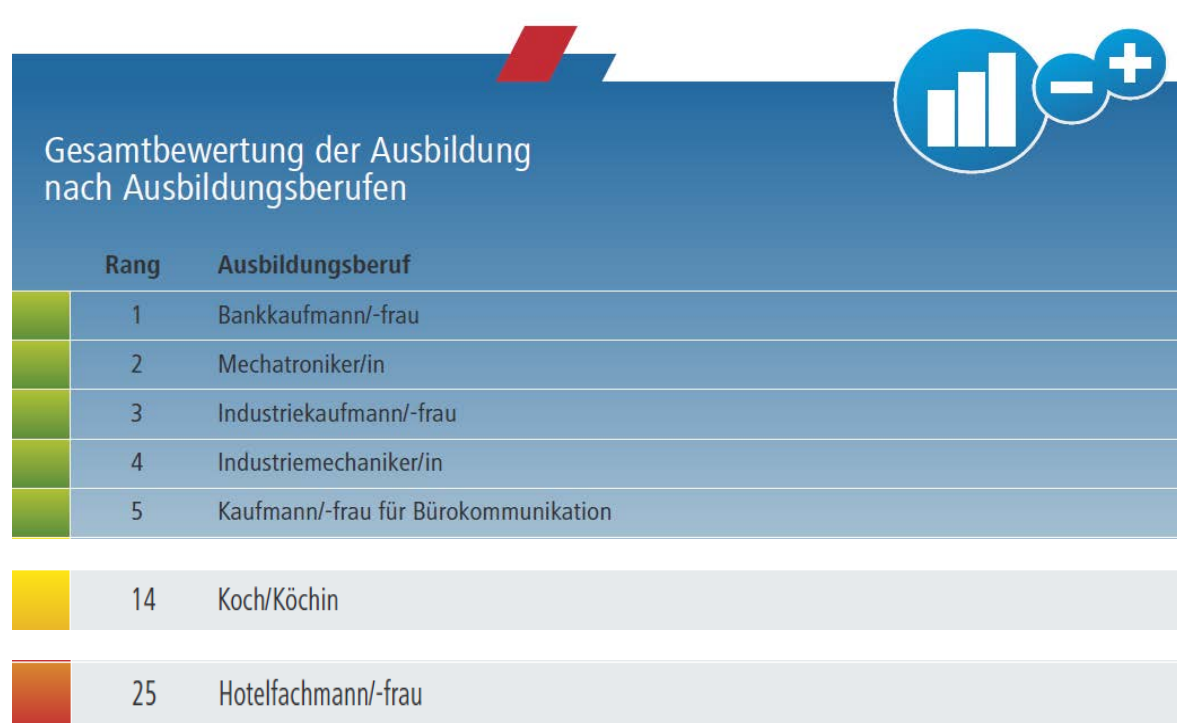 Gesamtbewertung der Ausbildung
nach Ausbildungsberufen
Rang Ausbildungsberuf
1 Bankkaufmann/-frau
2 Mechatroniker/in
3 Industriekaufmann/-frau
4 Industriemechaniker/in
5 Kaufmann/-frau für Bürokommunikation
14 Koch/Köchin
25 Hotelfachmann/-frau